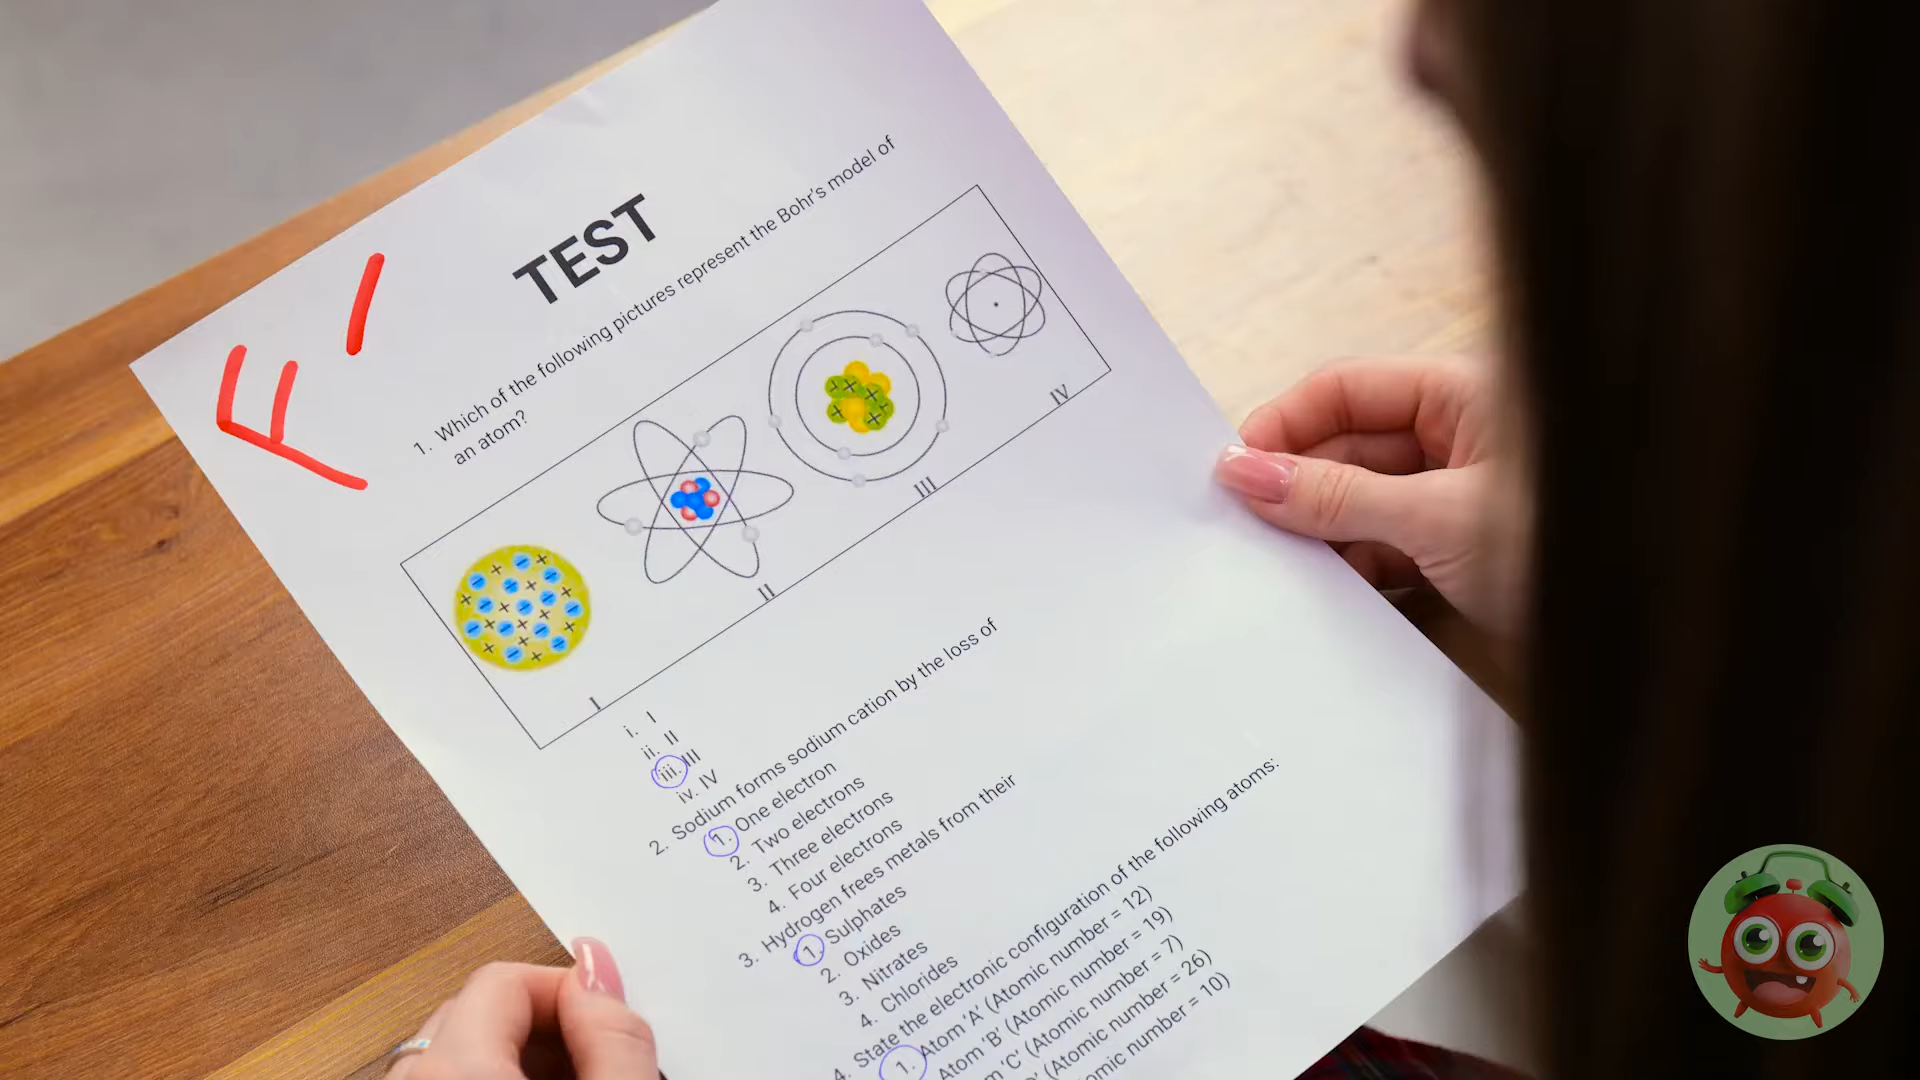 F-
TEST
1. Which of the following pictures represent the Bohr's model of
an atom?
I
II
III
IV
i. I
ii. II
iii. III
iv. IV
2. Sodium forms sodium cation by the loss of
1. One electron
2. Two electrons
3. Three electrons
4. Four electrons
3. Hydrogen frees metals from their
1. Sulphates
2. Oxides
3. Nitrates
4. Chlorides
4. State the electronic configuration of the following atoms:
1. Atom 'A' (Atomic number = 12)
Atom 'B' (Atomic number = 19)
'C' (Atomic number = 7)
(Atomic number = 26)
number = 10)